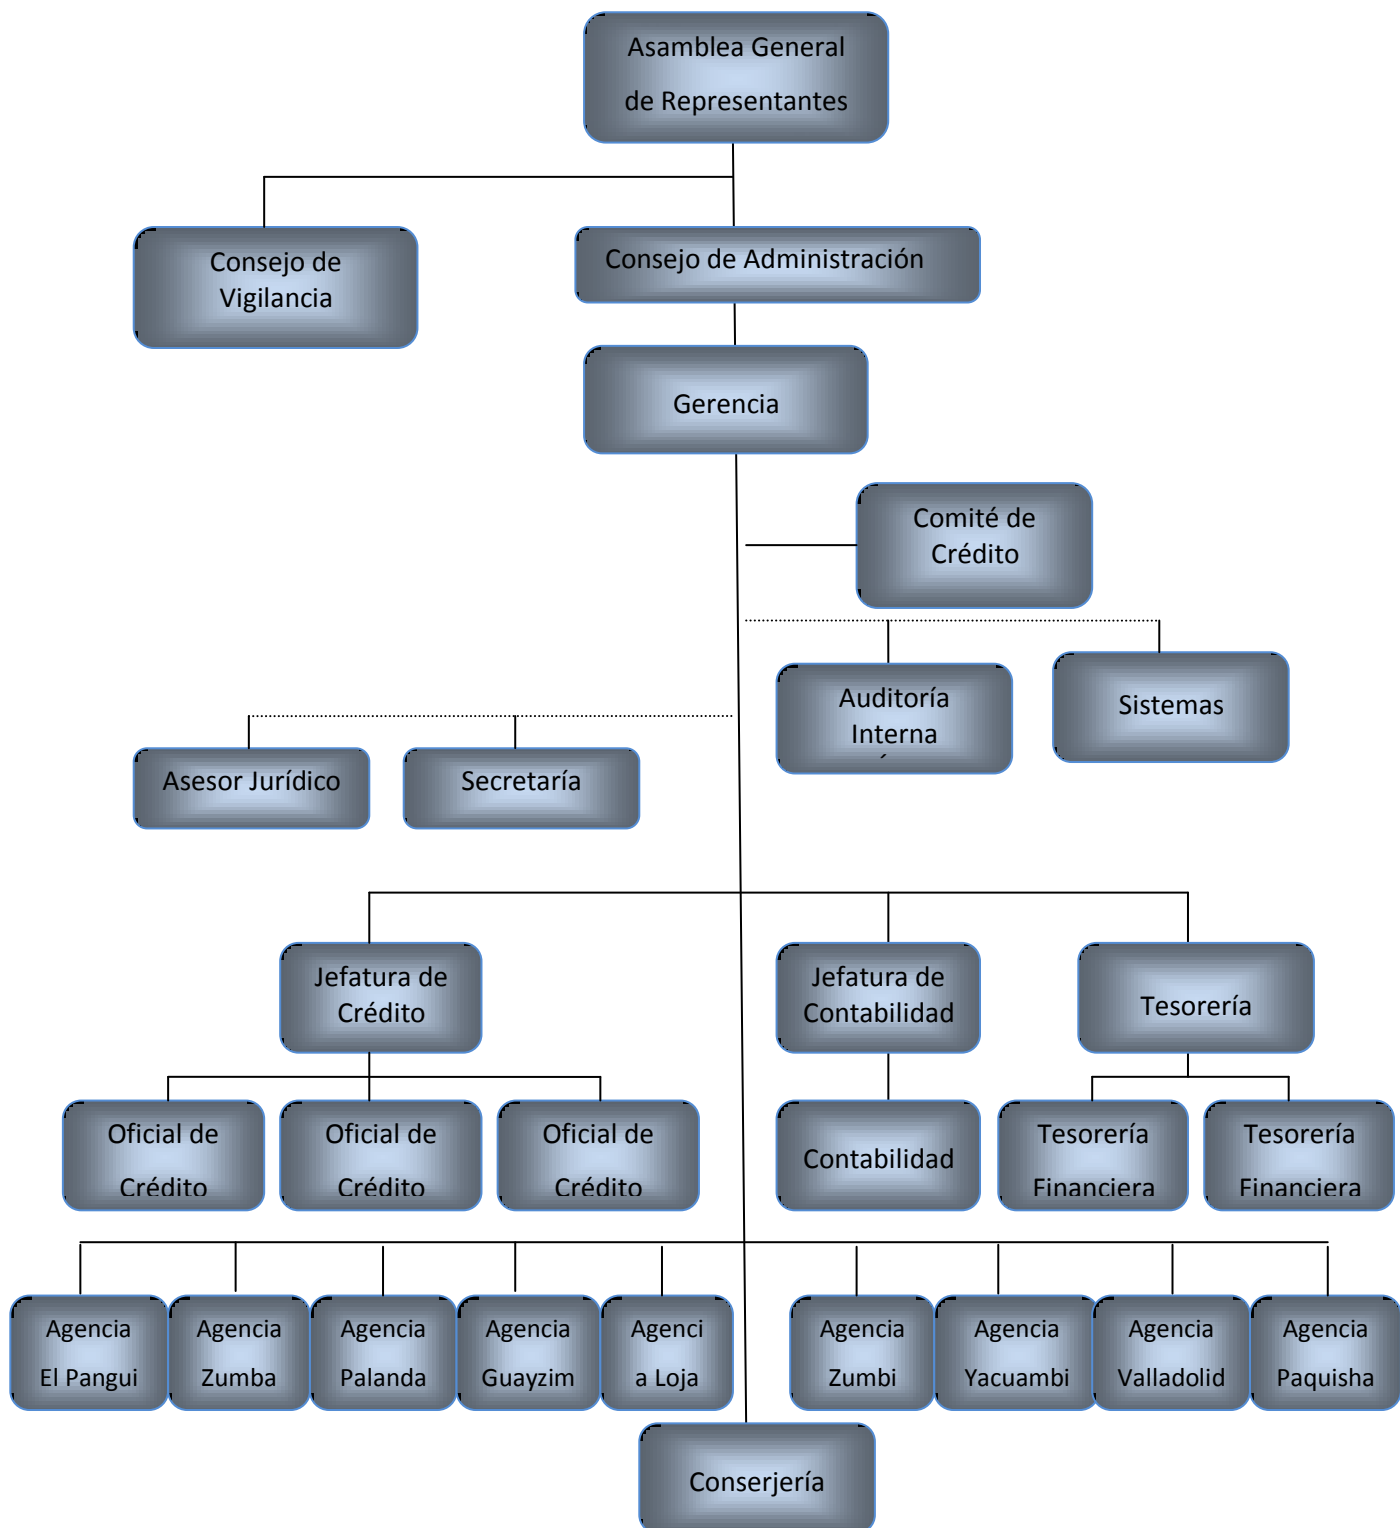 Asamblea General
de Representantes
Consejo de
Vigilancia
Consejo de Administración
Gerencia
Comité de
Crédito
Auditoría
Interna
Sistemas
Asesor Jurídico
Secretaría
Jefatura de
Crédito
Jefatura de
Contabilidad
Tesorería
Oficial de
Crédito
Oficial de
Crédito
Oficial de
Crédito
Contabilidad
Tesorería
Financiera
Tesorería
Financiera
Agencia
El Pangui
Agencia
Zumba
Agencia
Palanda
Agencia
Guayzim
Agenci
a Loja
Agencia
Zumbi
Agencia
Yacuambi
Agencia
Valladolid
Agencia
Paquisha
Conserjería